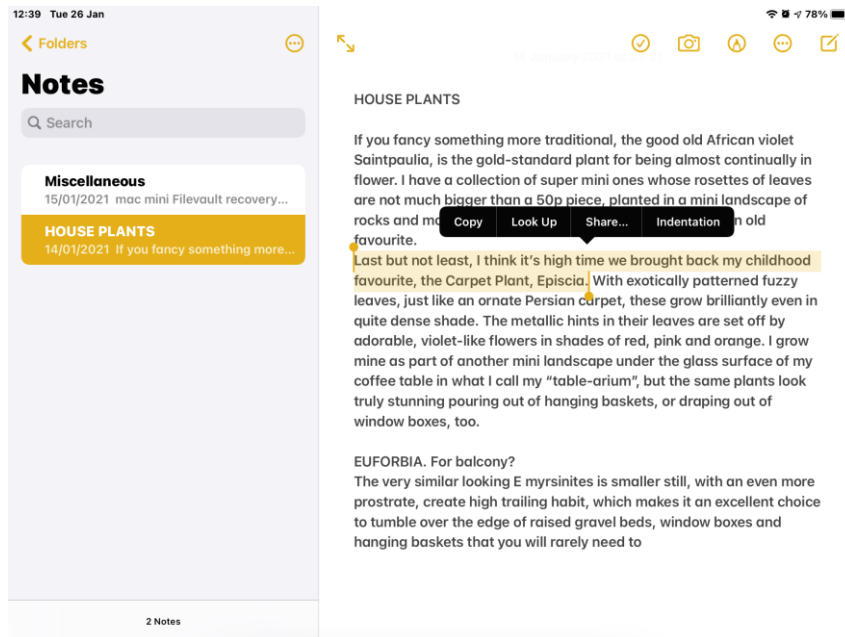 12:39 Tue 26 Jan
78%
Folders
Notes
Search
Miscellaneous
15/01/2021 mac mini Filevault recovery...
HOUSE PLANTS
14/01/2021 If you fancy something more...
2 Notes
HOUSE PLANTS
If you fancy something more traditional, the good old African violet
Saintpaulia, is the gold-standard plant for being almost continually in
flower. I have a collection of super mini ones whose rosettes of leaves
are not much bigger than a 50p piece, planted in a mini landscape of
rocks and old
Copy Look Up Share... Indentation
favourite.
Last but not least, I think it's high time we brought back my childhood
favourite, the Carpet Plant, Episcia. With exotically patterned fuzzy
leaves, just like an ornate Persian carpet, these grow brilliantly even in
quite dense shade. The metallic hints in their leaves are set off by
adorable, violet-like flowers in shades of red, pink and orange. I grow
mine as part of another mini landscape under the glass surface of my
coffee table in what I call my “table-arium”, but the same plants look
truly stunning pouring out of hanging baskets, or draping out of
window boxes, too.
EUFORBIA. For balcony?
The very similar looking E myrsinites is smaller still, with an even more
prostrate, create high trailing habit, which makes it an excellent choice
to tumble over the edge of raised gravel beds, window boxes and
hanging baskets that you will rarely need to